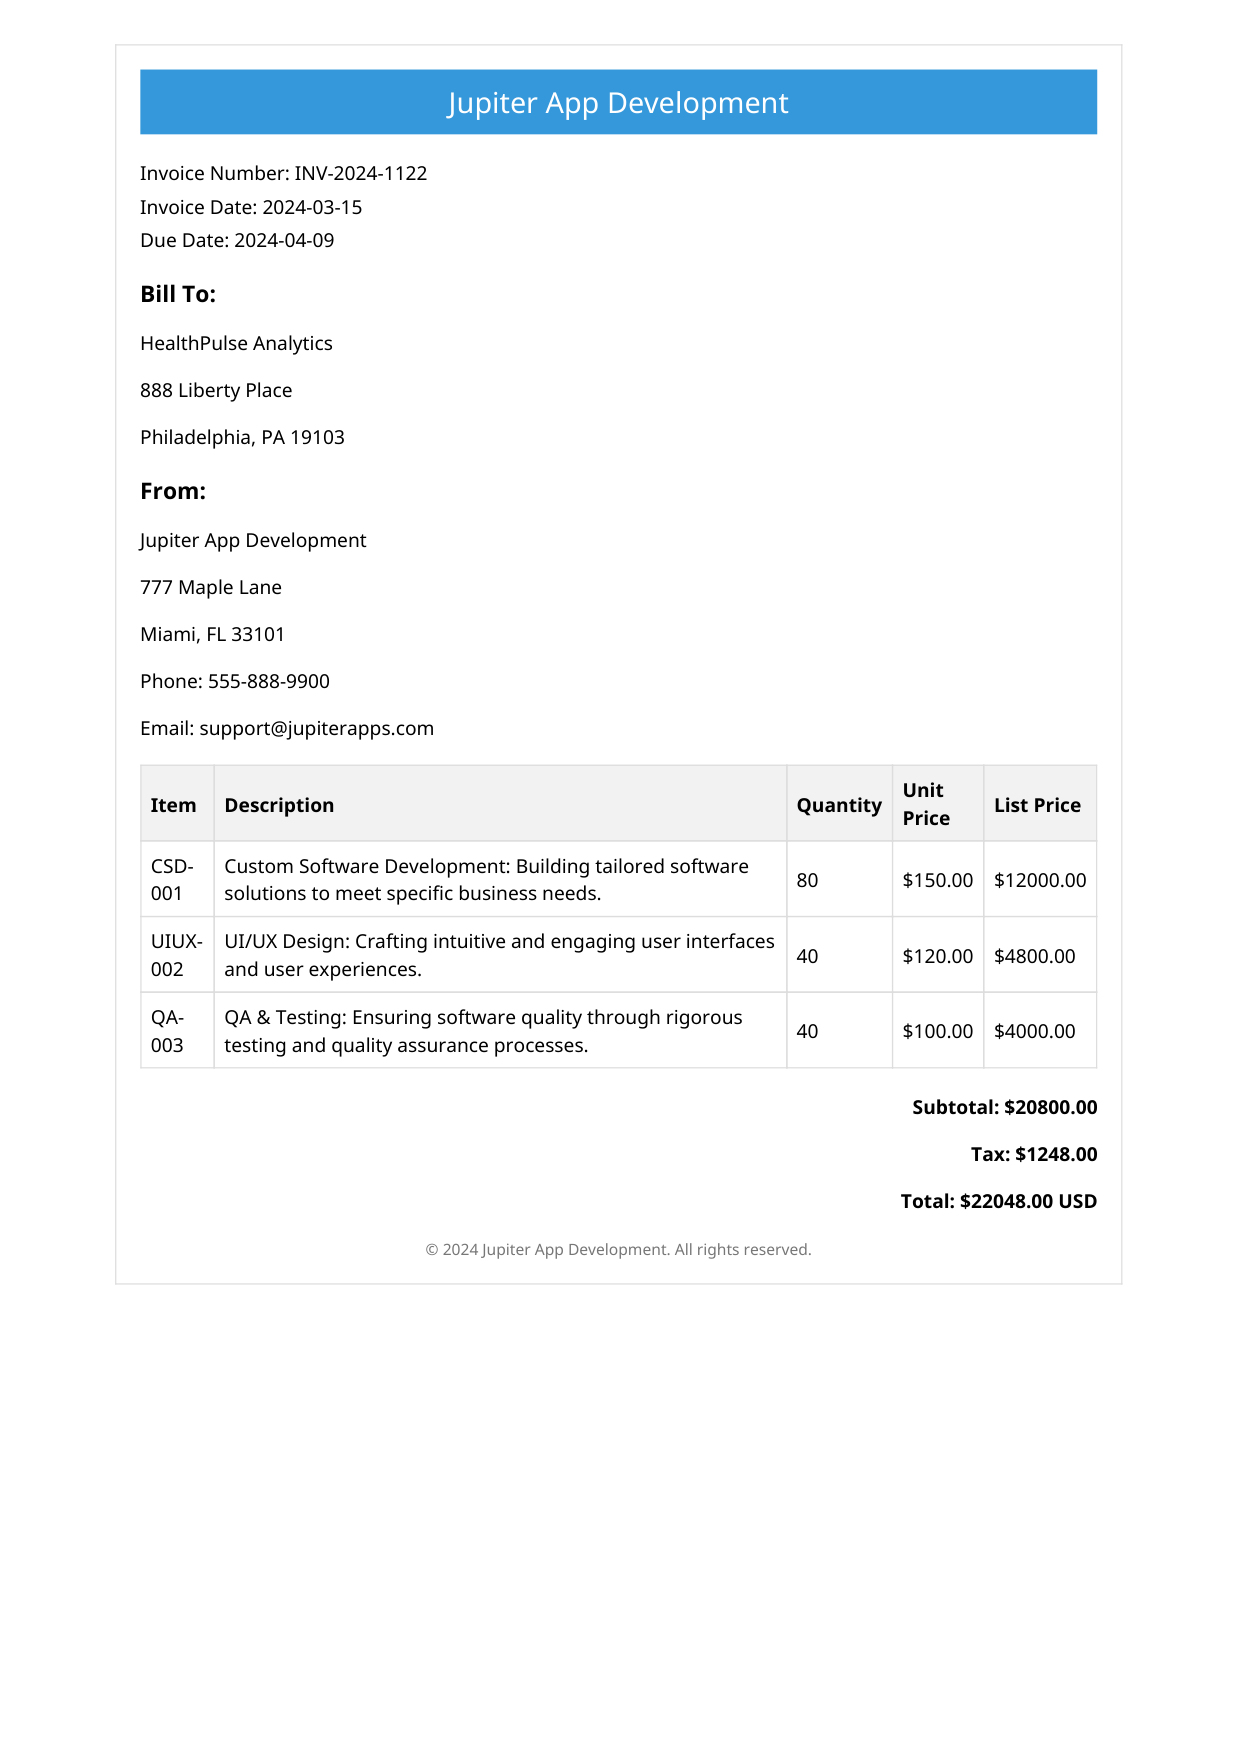 Jupiter App Development
Invoice Number: INV-2024-1122
Invoice Date: 2024-03-15
Due Date: 2024-04-09
Bill To:
HealthPulse Analytics
888 Liberty Place
Philadelphia, PA 19103
From:
Jupiter App Development
777 Maple Lane
Miami, FL 33101
Phone: 555-888-9900
Email: support@jupiterapps.com
Item Description Quantity Unit Price List Price
CSD-001 Custom Software Development: Building tailored software solutions to meet specific business needs. 80 $150.00 $12000.00
UIUX-002 UI/UX Design: Crafting intuitive and engaging user interfaces and user experiences. 40 $120.00 $4800.00
QA-003 QA & Testing: Ensuring software quality through rigorous testing and quality assurance processes. 40 $100.00 $4000.00
Subtotal: $20800.00
Tax: $1248.00
Total: $22048.00 USD
© 2024 Jupiter App Development. All rights reserved.